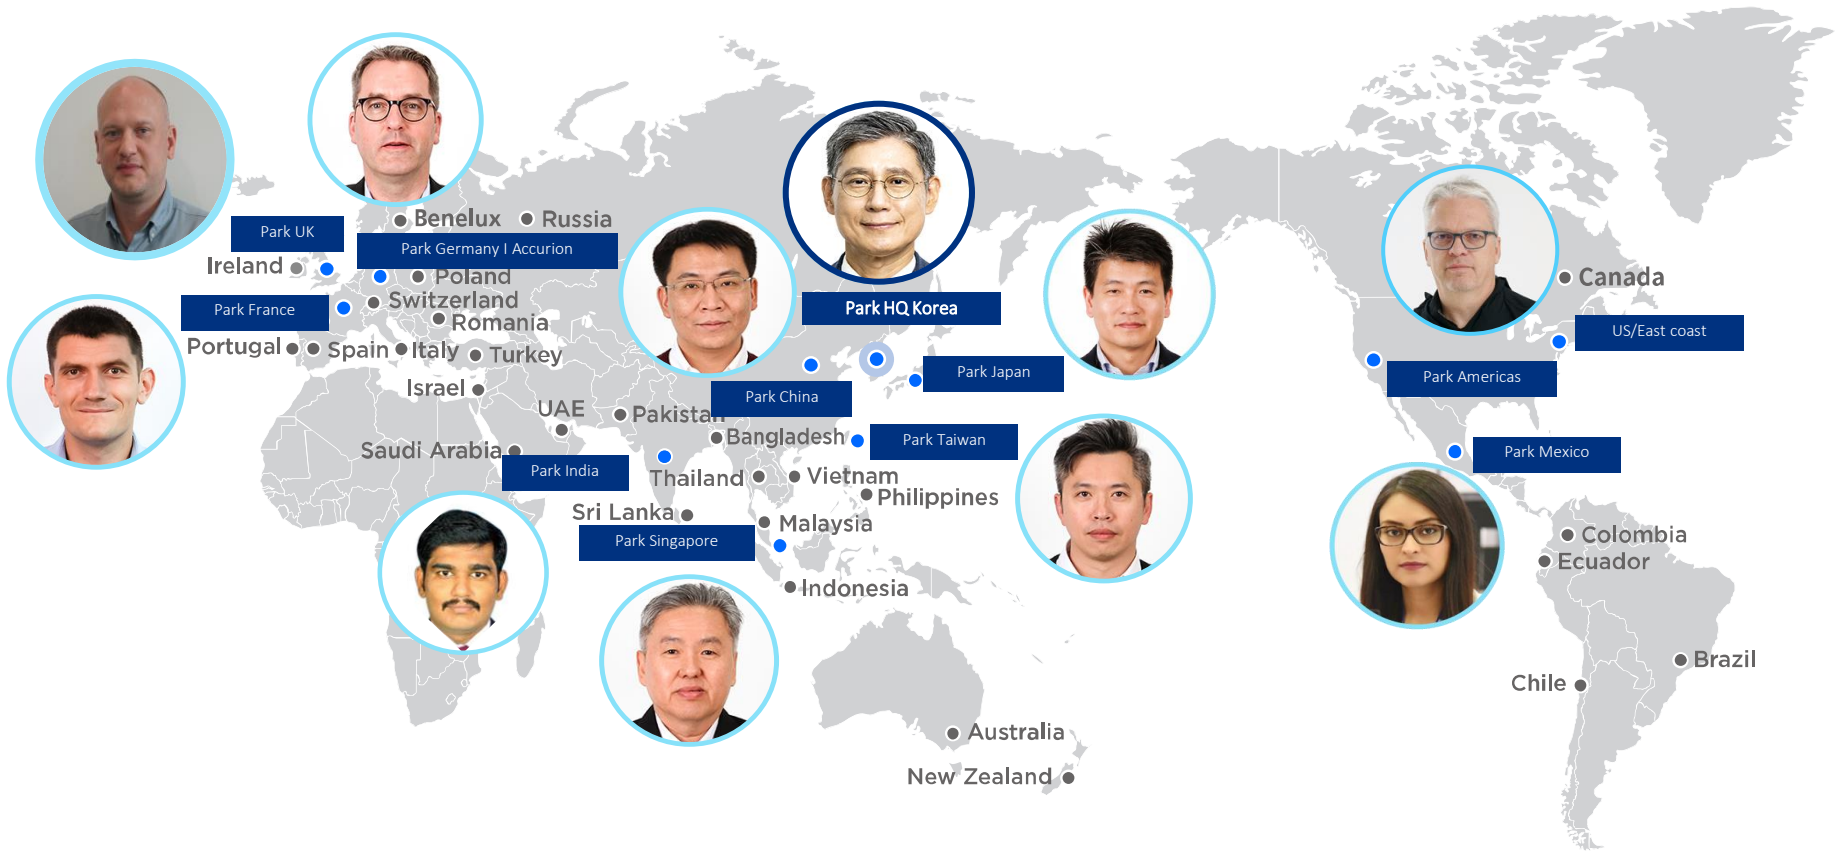 Benelux
Russia
Park UK
Park Germany I Accurion
Ireland
Poland
Canada
Park France
Switzerland
Romania
Park HQ Korea
US/East coast
Portugal
Spain
Italy
Turkey
Park Japan
Park Americas
Israel
Park China
UAE
Pakistan
Saudi Arabia
Bangladesh
Park Taiwan
Park Mexico
Park India
Thailand
Vietnam
Philippines
Sri Lanka
Malaysia
Park Singapore
Colombia
Ecuador
Indonesia
Brazil
Chile
Australia
New Zealand